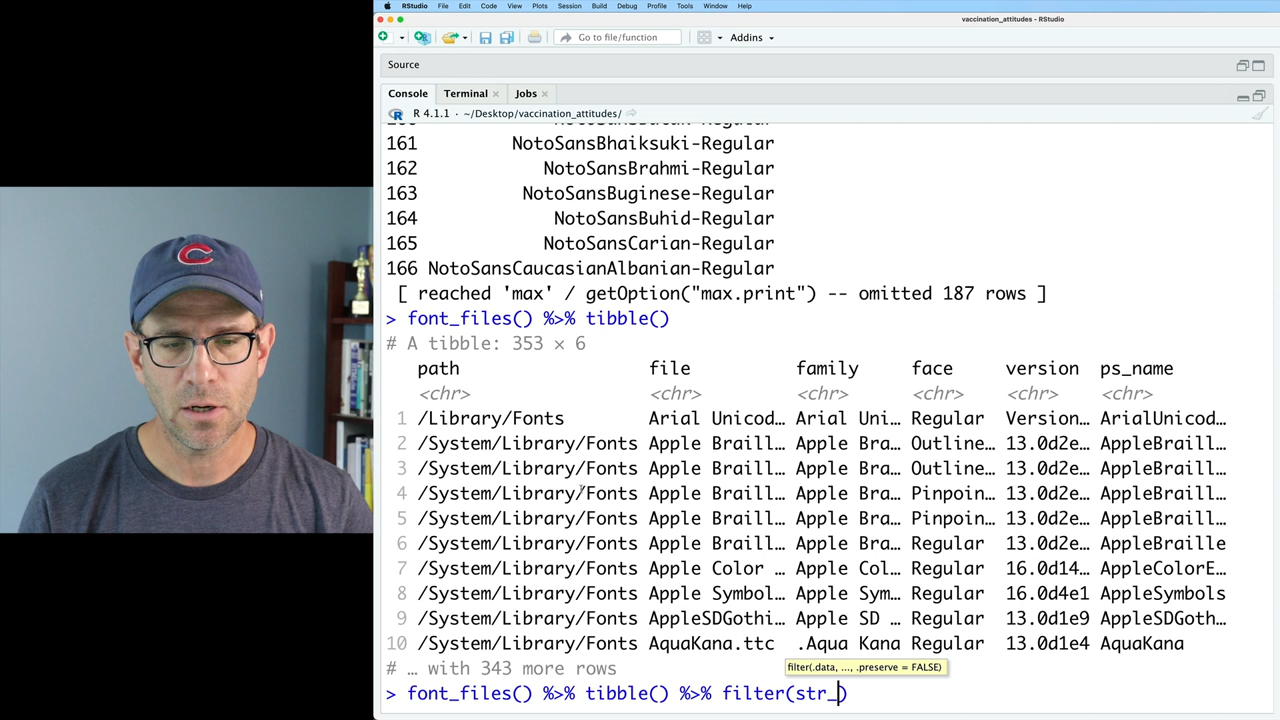 RStudio File Edit Code View Plots Session Build Debug Profile Tools Window Help
vaccination_attitudes - RStudio
Go to file/function Addins
Source
Console Terminal Jobs
R 4.1.1 · ~/Desktop/vaccination_attitudes/
161 NotoSansBhaiksuki-Regular
162 NotoSansBrahmi-Regular
163 NotoSansBuginese-Regular
164 NotoSansBuhid-Regular
165 NotoSansCarian-Regular
166 NotoSansCaucasianAlbanian-Regular
[ reached 'max' / getOption("max.print") -- omitted 187 rows ]
> font_files() %>% tibble()
# A tibble: 353 × 6
path file family face version ps_name
<chr> <chr> <chr> <chr> <chr> <chr>
1 /Library/Fonts Arial Unicod… Arial Uni… Regular Version… ArialUnicod…
2 /System/Library/Fonts Apple Braill… Apple Bra… Outline… 13.0d2e… AppleBraill…
3 /System/Library/Fonts Apple Braill… Apple Bra… Outline… 13.0d2e… AppleBraill…
4 /System/Library/Fonts Apple Braill… Apple Bra… Pinpoin… 13.0d2e… AppleBraill…
5 /System/Library/Fonts Apple Braill… Apple Bra… Pinpoin… 13.0d2e… AppleBraill…
6 /System/Library/Fonts Apple Braill… Apple Bra… Regular 13.0d2e… AppleBraille
7 /System/Library/Fonts Apple Color … Apple Col… Regular 16.0d14… AppleColorE…
8 /System/Library/Fonts Apple Symbol… Apple Sym… Regular 16.0d4e1 AppleSymbols
9 /System/Library/Fonts AppleSDGothi… Apple SD … Regular 13.0d1e9 AppleSDGoth…
10 /System/Library/Fonts AquaKana.ttc .Aqua Kana Regular 13.0d1e4 AquaKana
# … with 343 more rows
filter(.data, ..., .preserve = FALSE)
> font_files() %>% tibble() %>% filter(str_)
C